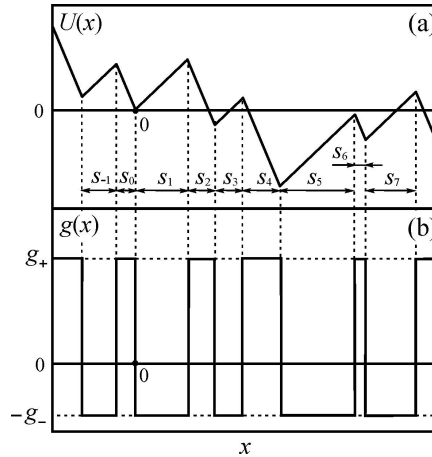 U(x) (a)
0
0
s₋₁ s₀ s₁ s₂ s₃ s₄ s₅ s₆ s₇
g(x) (b)
g₊
0
0
-g₋
x